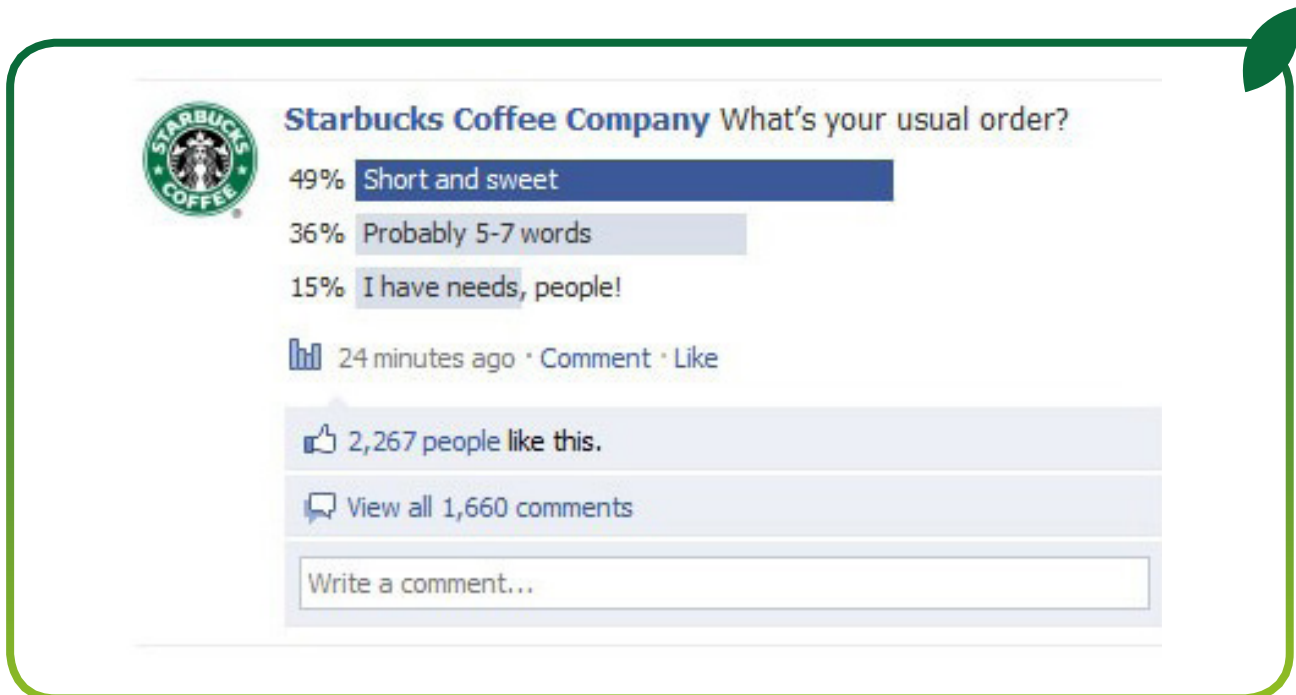 STARBUCKS COFFEE
Starbucks Coffee Company What's your usual order?
49% Short and sweet
36% Probably 5-7 words
15% I have needs, people!
24 minutes ago · Comment · Like
2,267 people like this.
View all 1,660 comments
Write a comment...